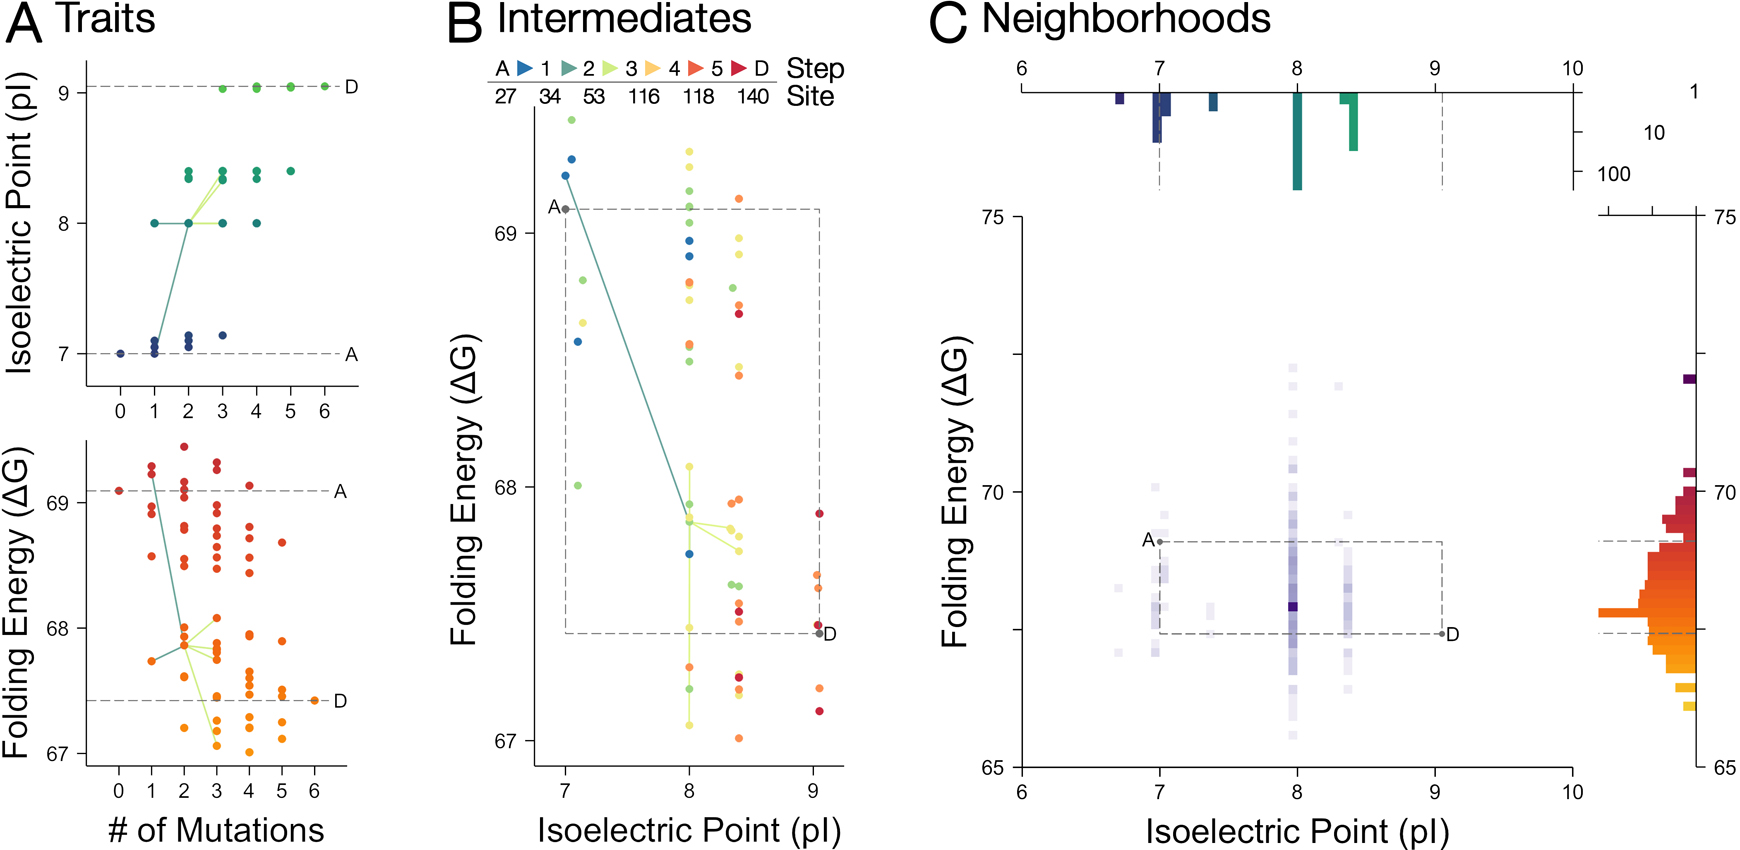 A Traits
Isoelectric Point (pI)
9
8
7
D
A
0 1 2 3 4 5 6
Folding Energy (ΔG)
69
68
67
A
D
0 1 2 3 4 5 6
# of Mutations
B Intermediates
A 1 2 3 4 5 D Step
27 34 53 116 118 140 Site
Folding Energy (ΔG)
69
68
67
A
D
7 8 9
Isoelectric Point (pI)
C Neighborhoods
6 7 8 9 10
1
10
100
Folding Energy (ΔG)
75
70
65
A
D
6 7 8 9 10
Isoelectric Point (pI)
75
70
65